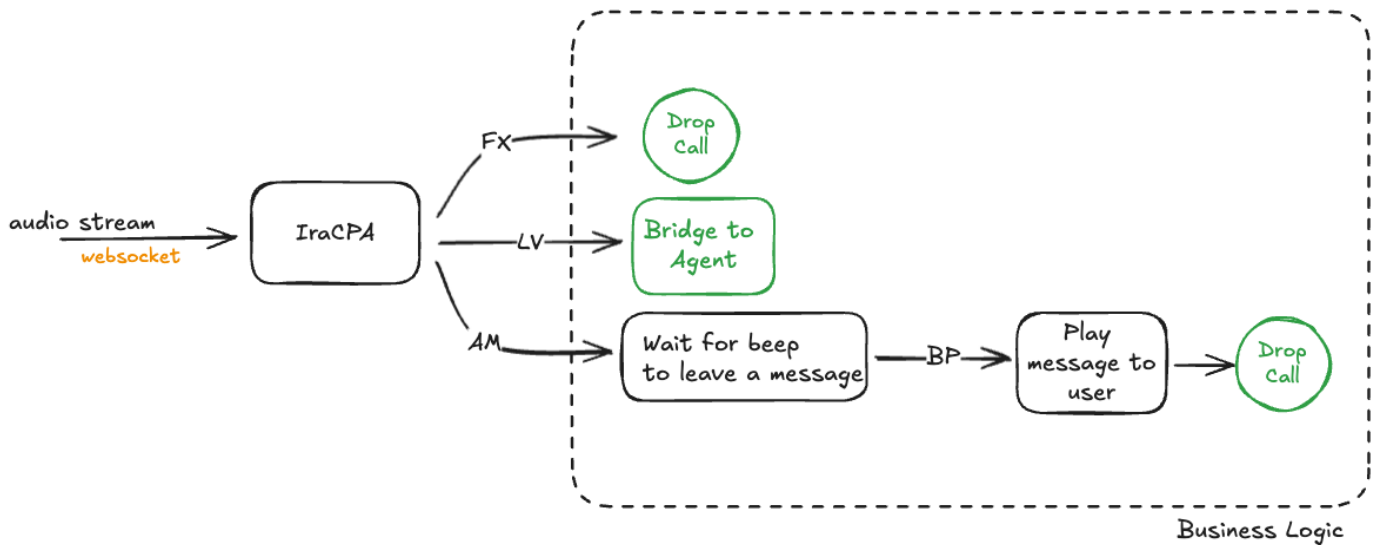 audio stream
websocket
IraCPA
FX
Drop
Call
LV
Bridge to
Agent
AM
Wait for beep
to leave a message
BP
Play
message to
user
Drop
Call
Business Logic